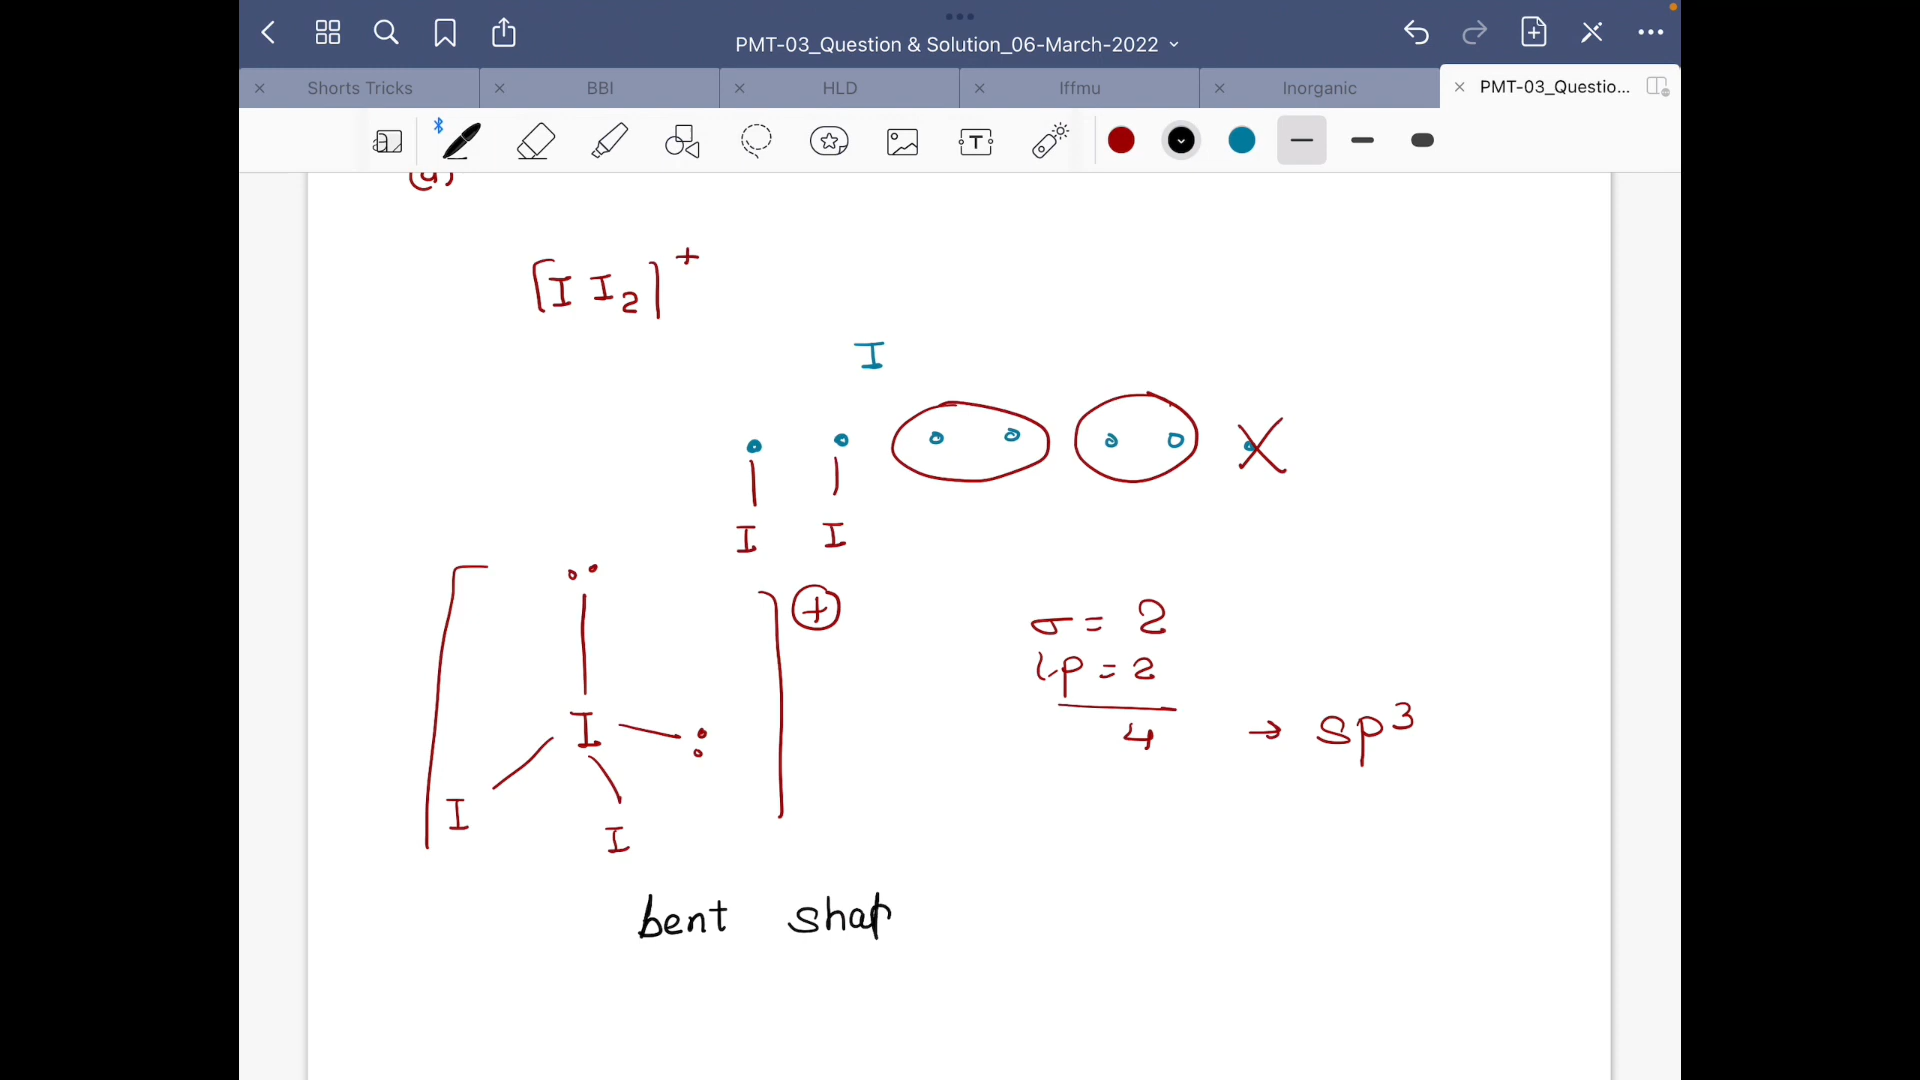 PMT-03_Question & Solution_06-March-2022
Shorts Tricks
BBI
HLD
Iffmu
Inorganic
PMT-03_Questio...
[I I₂]⁺
I
I I
+
σ = 2
l.p = 2
4 → sp³
I
I
I
bent shap